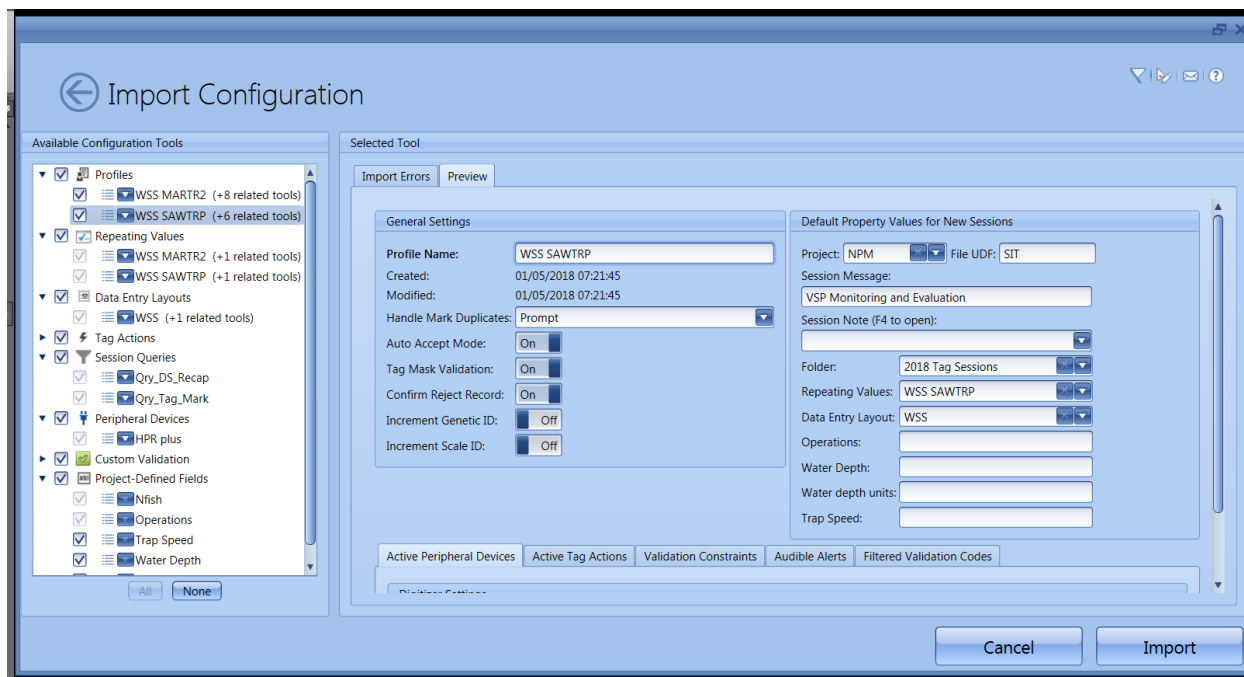 Import Configuration
Available Configuration Tools
Profiles
WSS MARTR2 (+8 related tools)
WSS SAWTRP (+6 related tools)
Repeating Values
WSS MARTR2 (+1 related tools)
WSS SAWTRP (+1 related tools)
Data Entry Layouts
WSS (+1 related tools)
Tag Actions
Session Queries
Qry_DS_Recap
Qry_Tag_Mark
Peripheral Devices
HPR plus
Custom Validation
Project-Defined Fields
Nfish
Operations
Trap Speed
Water Depth
All None
Selected Tool
Import Errors Preview
General Settings
Profile Name: WSS SAWTRP
Created: 01/05/2018 07:21:45
Modified: 01/05/2018 07:21:45
Handle Mark Duplicates: Prompt
Auto Accept Mode: On
Tag Mask Validation: On
Confirm Reject Record: On
Increment Genetic ID: Off
Increment Scale ID: Off
Default Property Values for New Sessions
Project: NPM File UDF: SIT
Session Message:
VSP Monitoring and Evaluation
Session Note (F4 to open):
Folder: 2018 Tag Sessions
Repeating Values: WSS SAWTRP
Data Entry Layout: WSS
Operations:
Water Depth:
Water depth units:
Trap Speed:
Active Peripheral Devices Active Tag Actions Validation Constraints Audible Alerts Filtered Validation Codes
Cancel Import